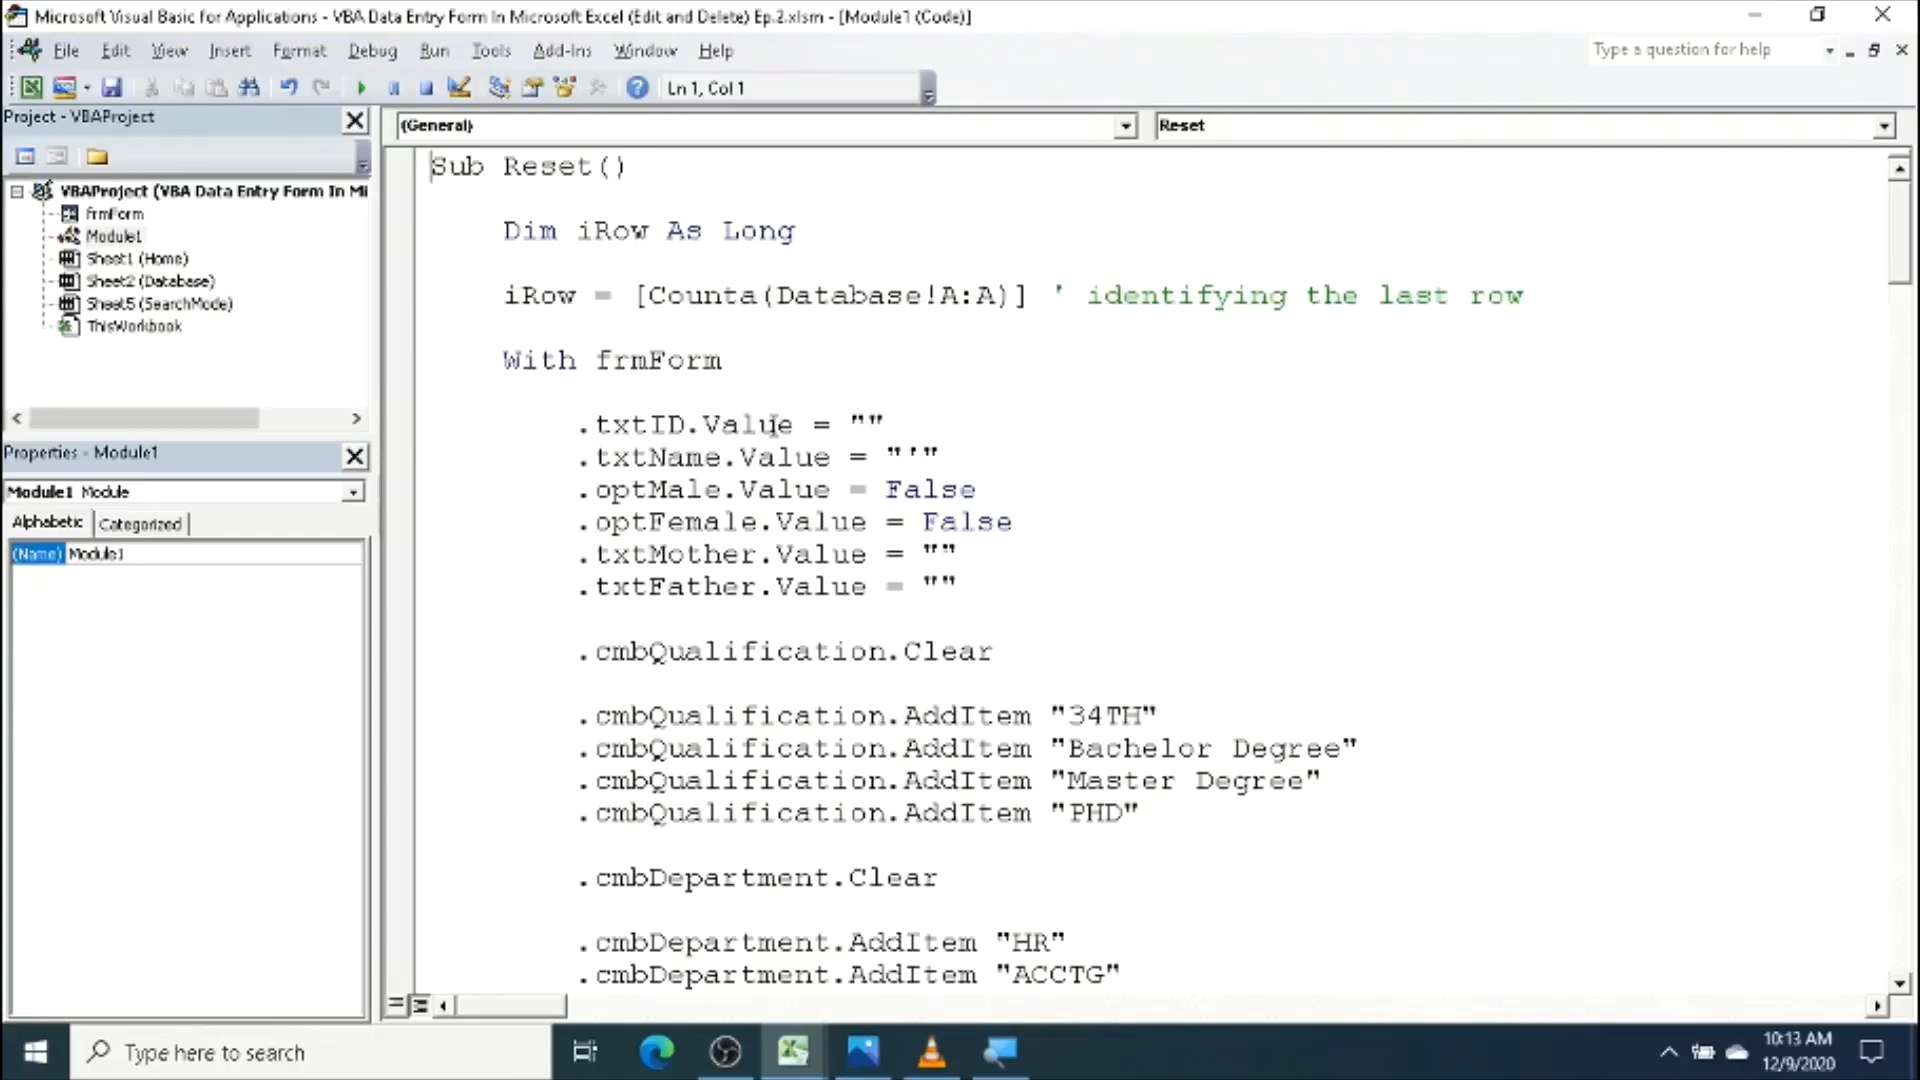 Microsoft Visual Basic for Applications - VBA Data Entry Form In Microsoft Excel (Edit and Delete) Ep.2.xlsm - [Module1 (Code)]
File Edit View Insert Format Debug Run Tools Add-Ins Window Help
Type a question for help
Ln 1, Col 1
Project - VBAProject
VBAProject (VBA Data Entry Form In Mi
frmForm
Module1
Sheet1 (Home)
Sheet2 (Database)
Sheet5 (SearchMode)
ThisWorkbook
Properties - Module1
Module1 Module
Alphabetic Categorized
(Name) Module1
(General)
Reset
Sub Reset()
Dim iRow As Long
iRow = [Counta(Database!A:A)] ' identifying the last row
With frmForm
.txtID.Value = ""
.txtName.Value = "'"
.optMale.Value = False
.optFemale.Value = False
.txtMother.Value = ""
.txtFather.Value = ""
.cmbQualification.Clear
.cmbQualification.AddItem "34TH"
.cmbQualification.AddItem "Bachelor Degree"
.cmbQualification.AddItem "Master Degree"
.cmbQualification.AddItem "PHD"
.cmbDepartment.Clear
.cmbDepartment.AddItem "HR"
.cmbDepartment.AddItem "ACCTG"
Type here to search
10:13 AM
12/9/2020